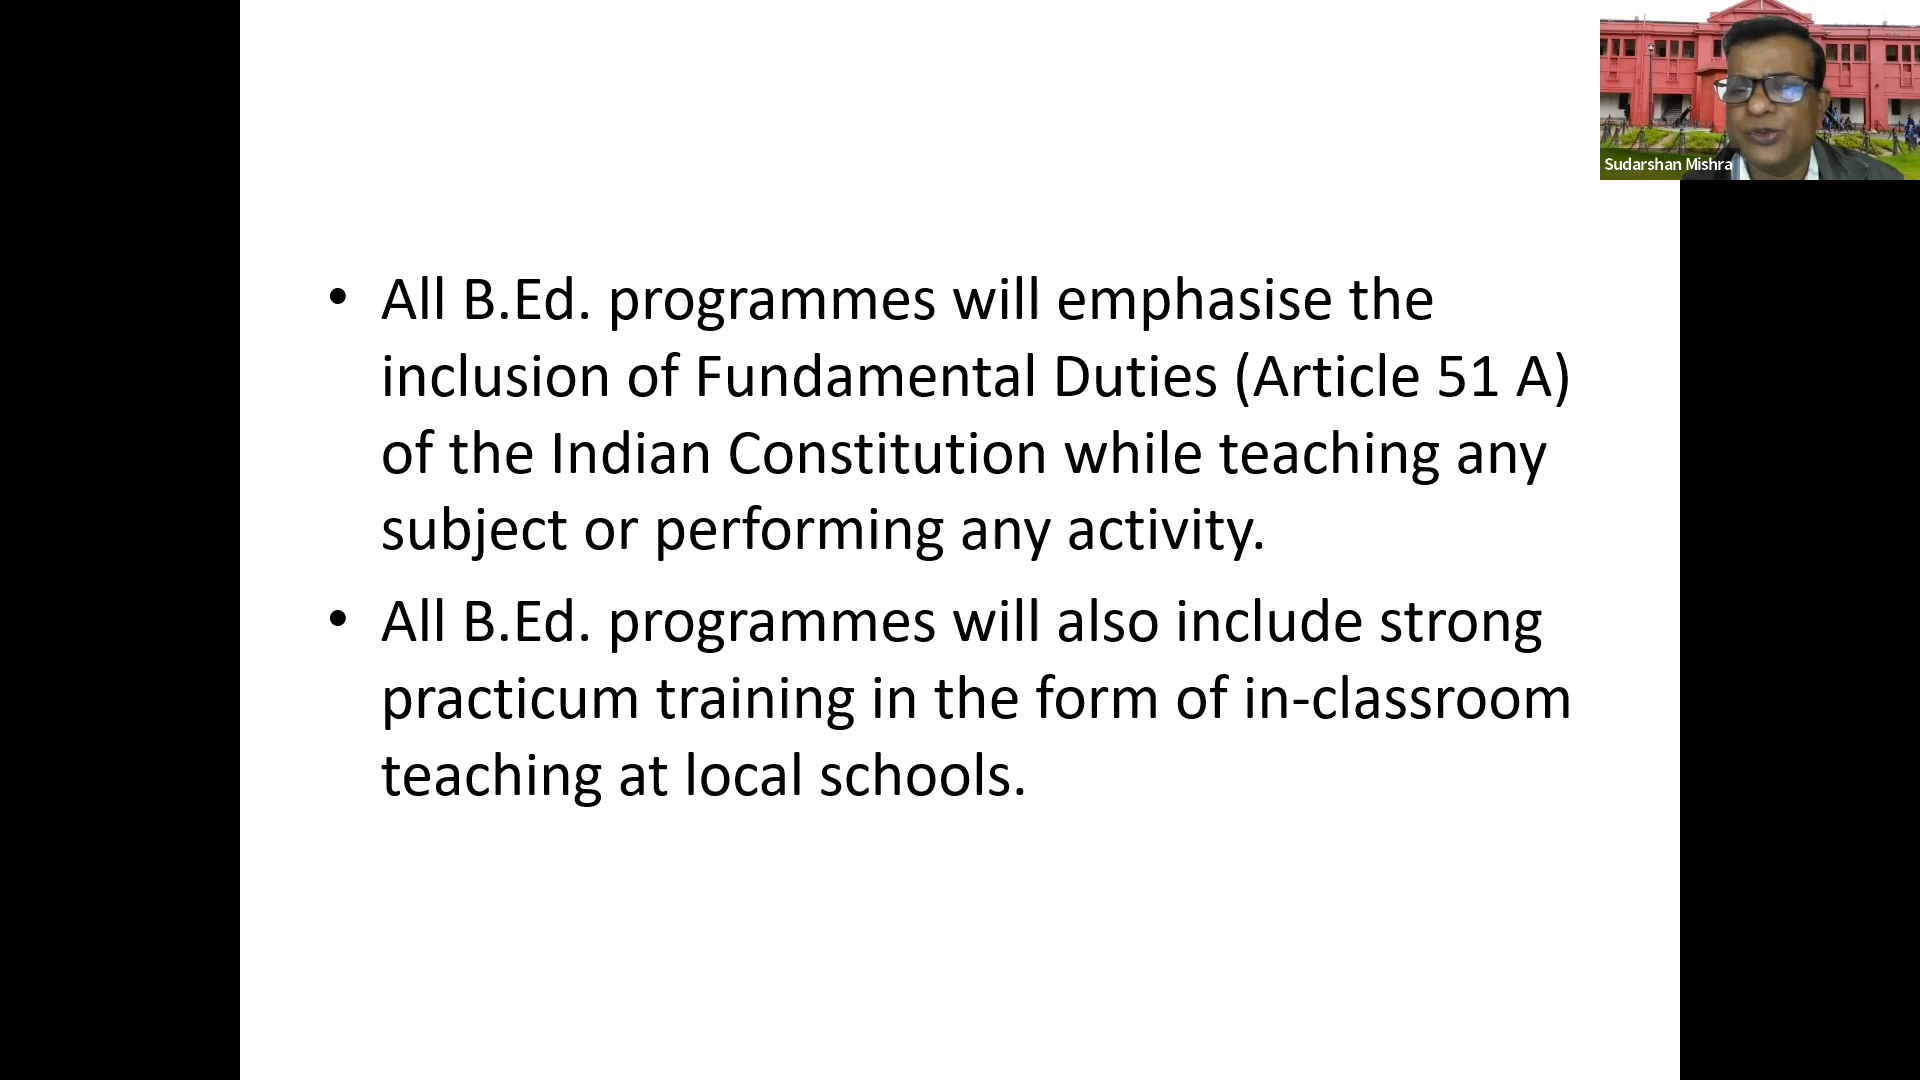 Sudarshan Mishra
• All B.Ed. programmes will emphasise the
inclusion of Fundamental Duties (Article 51 A)
of the Indian Constitution while teaching any
subject or performing any activity.
• All B.Ed. programmes will also include strong
practicum training in the form of in-classroom
teaching at local schools.